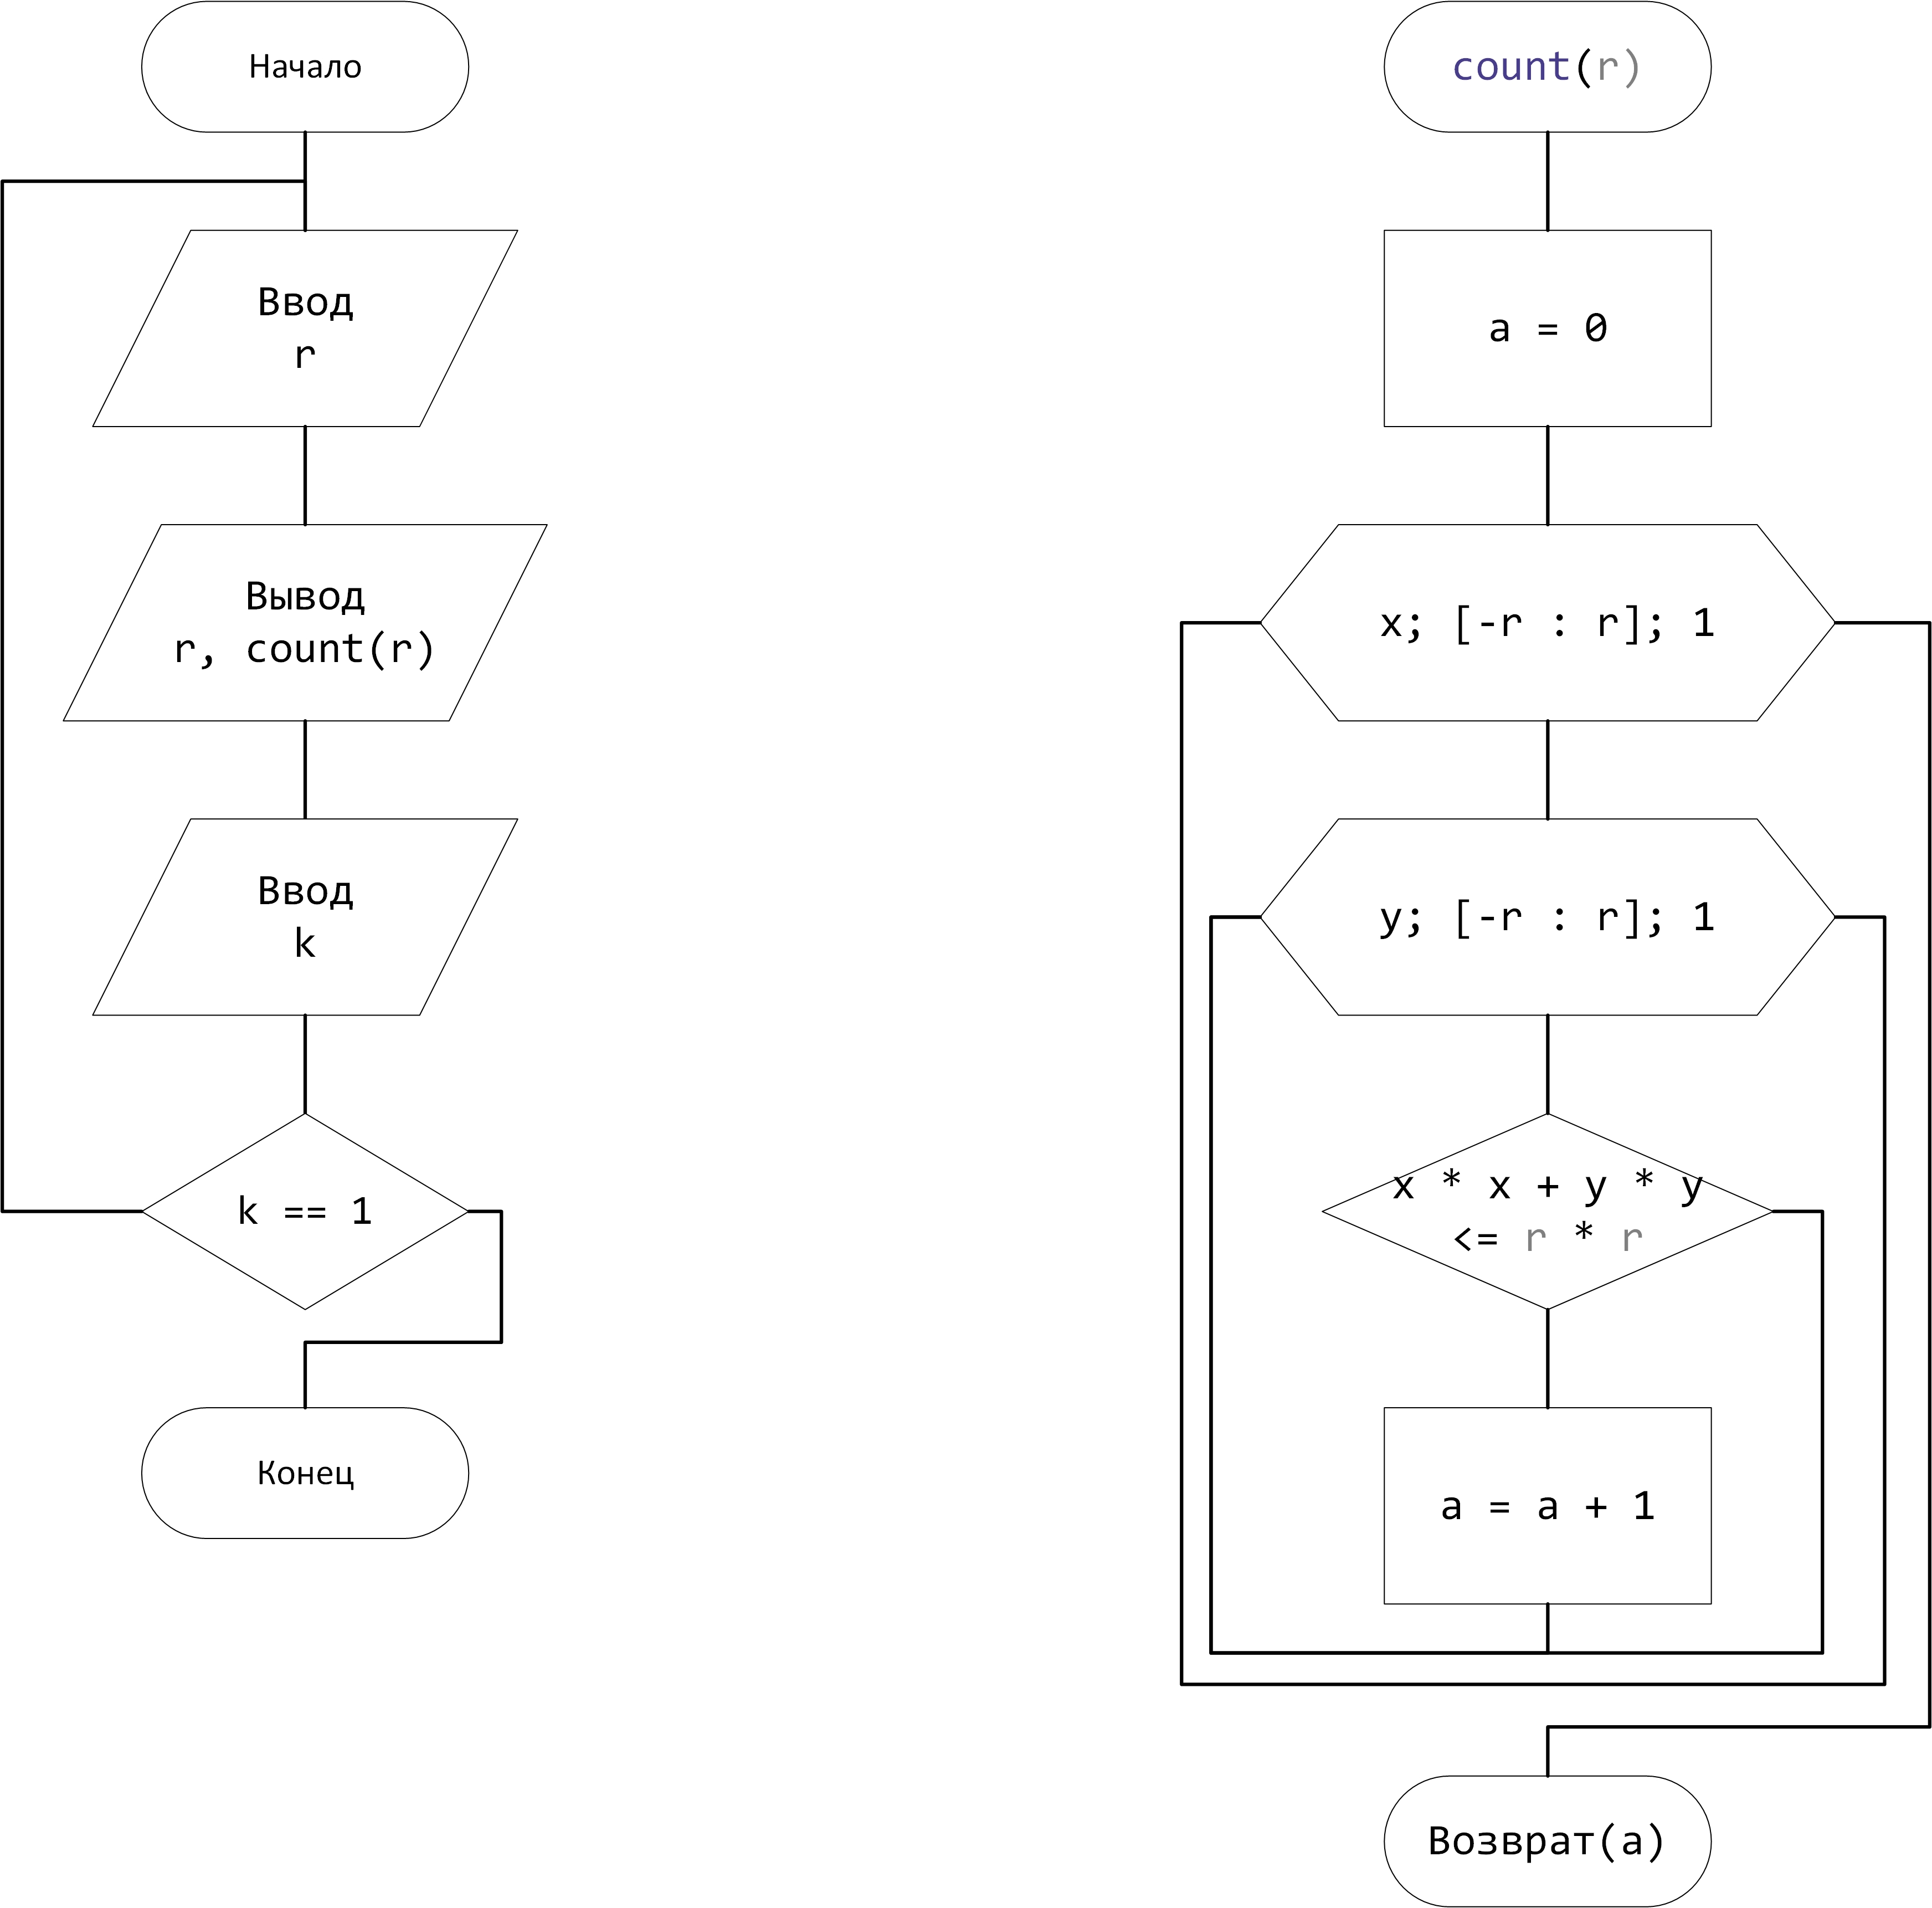 Начало
Ввод
r
Вывод
r, count(r)
Ввод
k
k == 1
Конец
count(r)
a = 0
x; [-r : r]; 1
y; [-r : r]; 1
x * x + y * y
<= r * r
a = a + 1
Возврат(a)